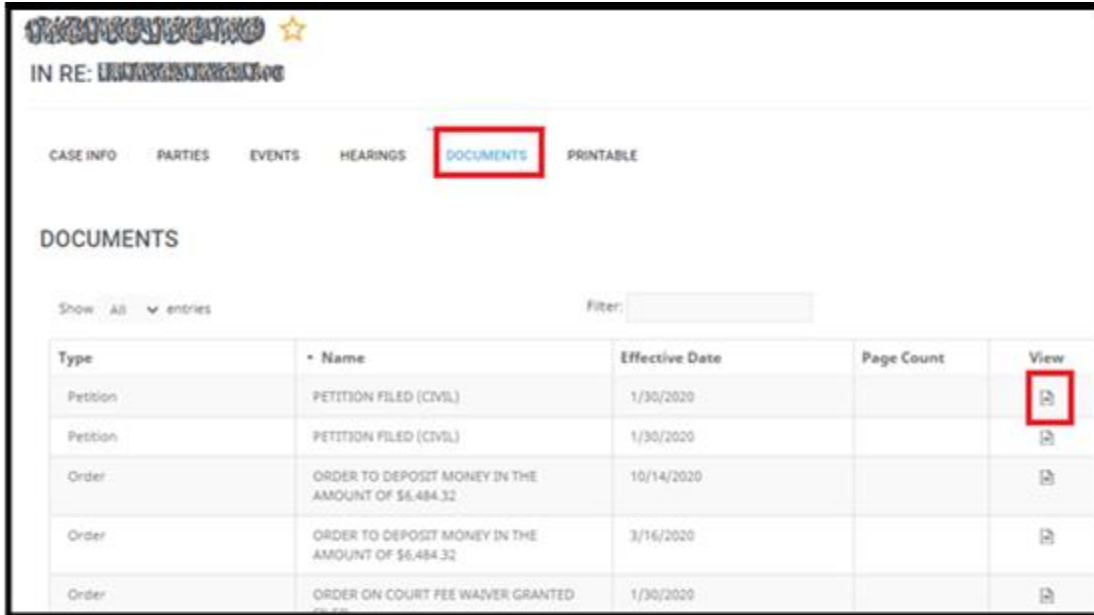 IN RE:
CASE INFO PARTIES EVENTS HEARINGS DOCUMENTS PRINTABLE
DOCUMENTS
Show All entries Filter:
Type Name Effective Date Page Count View
Petition PETITION FILED (CIVIL) 1/30/2020
Petition PETITION FILED (CIVIL) 1/30/2020
Order ORDER TO DEPOSIT MONEY IN THE 10/14/2020
AMOUNT OF $6,484.32
Order ORDER TO DEPOSIT MONEY IN THE 3/16/2020
AMOUNT OF $6,484.32
Order ORDER ON COURT FEE WAIVER GRANTED 1/30/2020